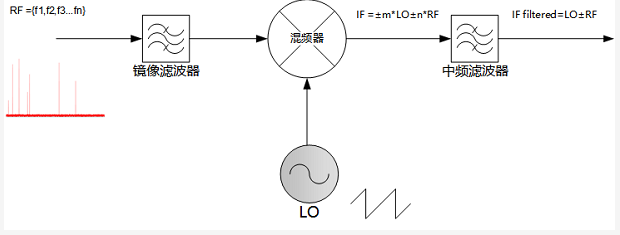 RF ={f1,f2,f3...fn}
IF =±m*LO±n*RF
IF filtered=LO±RF
混频器
镜像滤波器
中频滤波器
LO